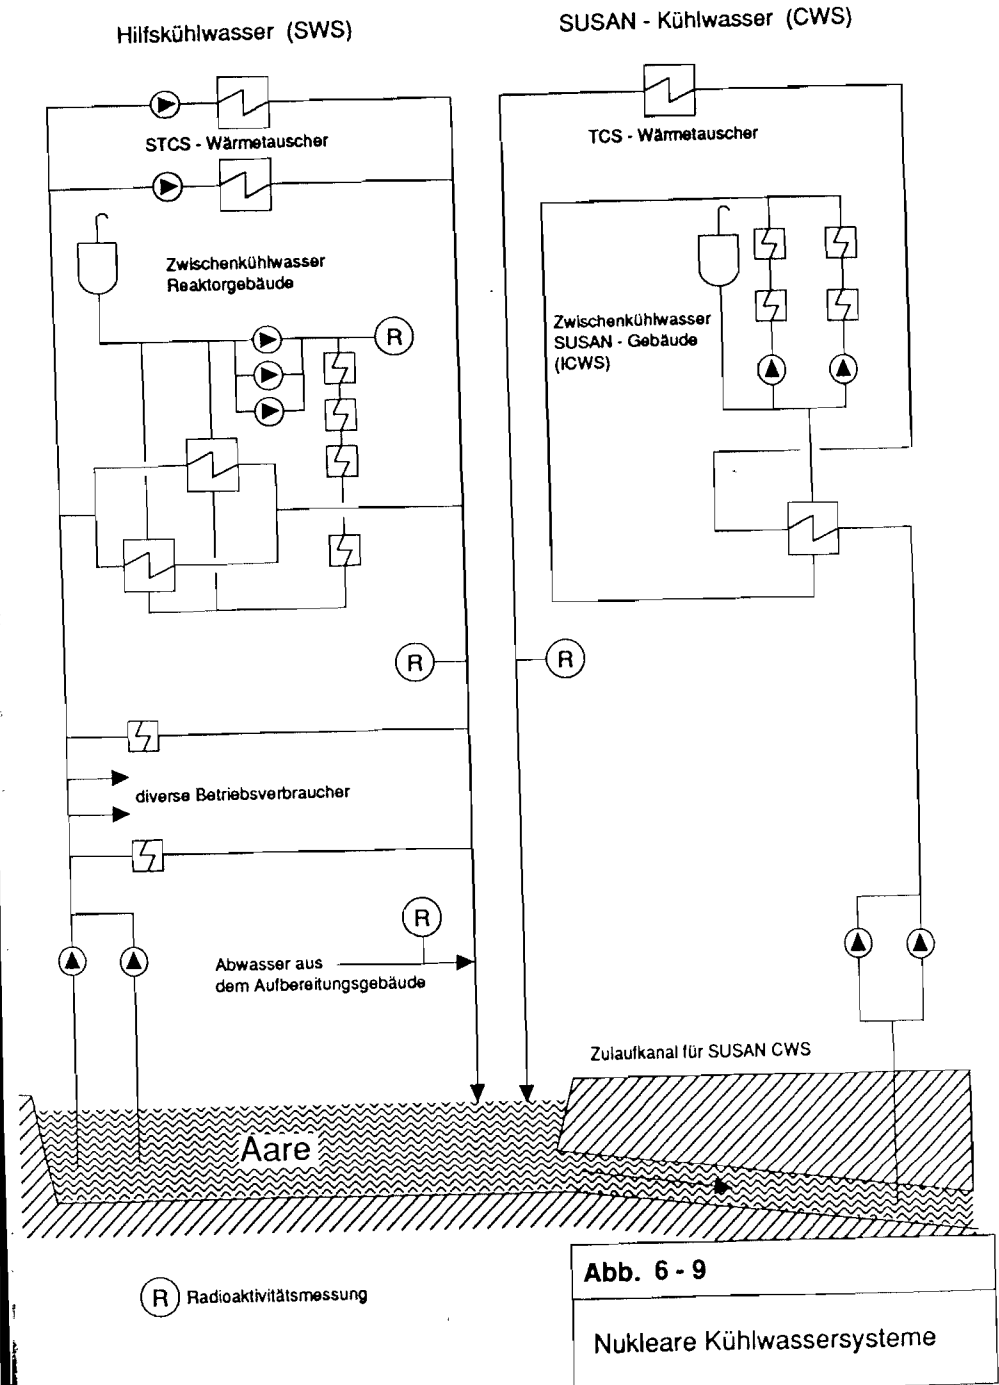 Hilfskühlwasser (SWS)
SUSAN - Kühlwasser (CWS)
STCS - Wärmetauscher
TCS - Wärmetauscher
Zwischenkühlwasser
Reaktorgebäude
R
Zwischenkühlwasser
SUSAN - Gebäude
(ICWS)
R
R
diverse Betriebsverbraucher
R
Abwasser aus
dem Aufbereitungsgebäude
Zulaufkanal für SUSAN CWS
Aare
R Radioaktivitätsmessung
Abb. 6 - 9
Nukleare Kühlwassersysteme